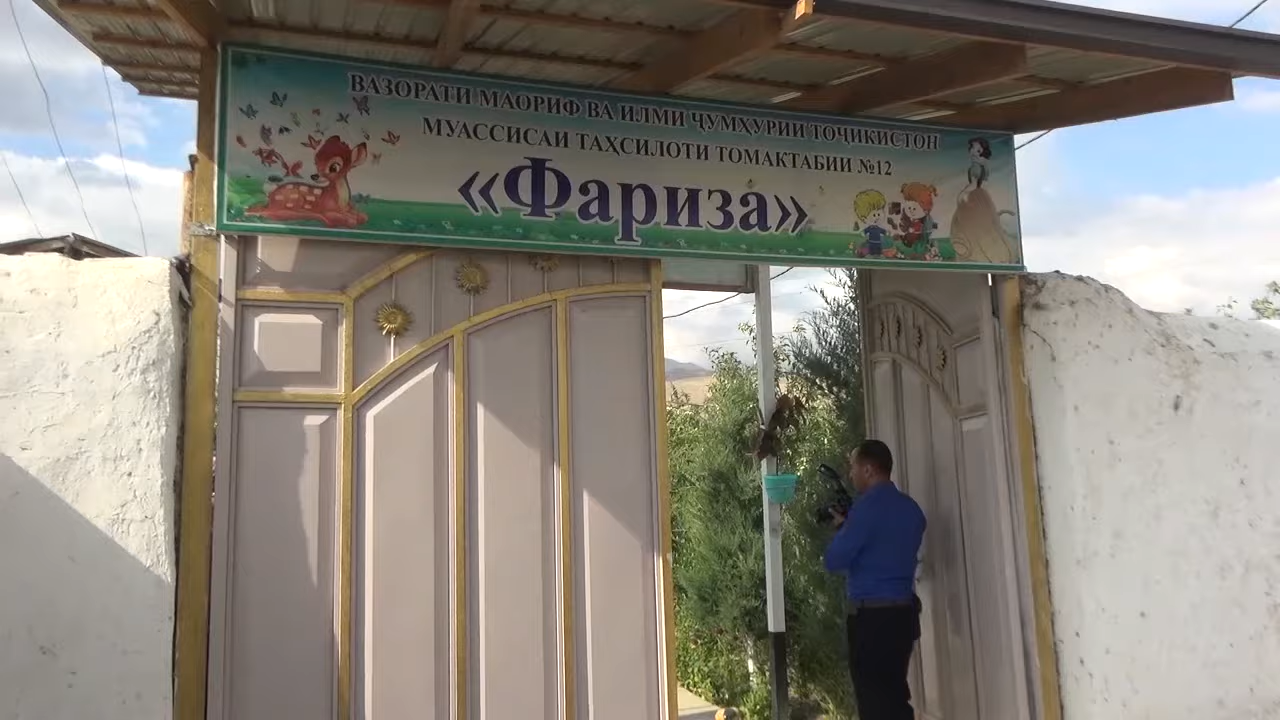 ВАЗОРАТИ МАОРИФ ВА ИЛМИ ҶУМҲУРИИ ТОҶИКИСТОН
МУАССИСАИ ТАҲСИЛОТИ ТОМАКТАБИИ №12
«Фариза»